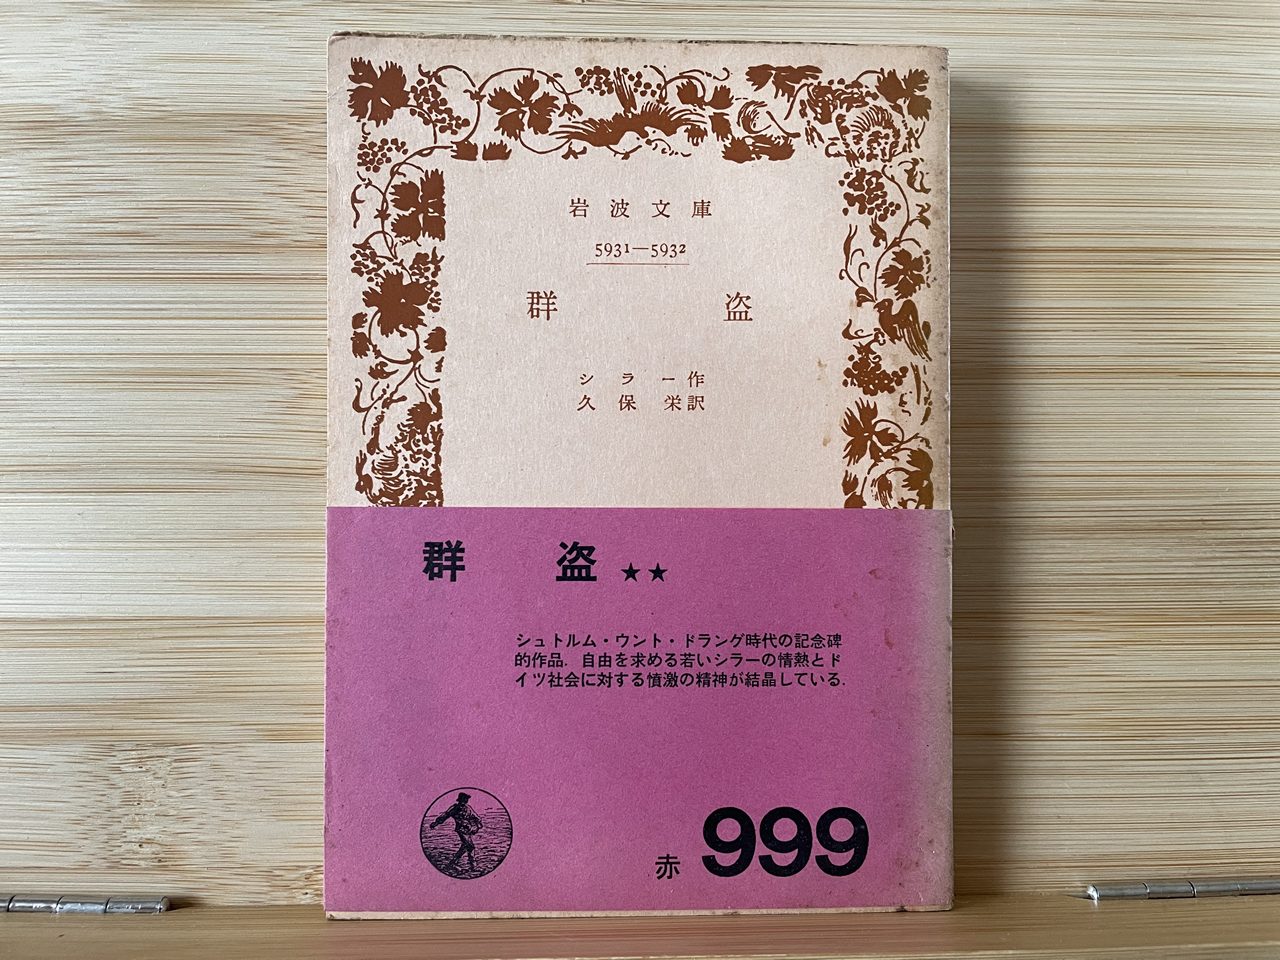 岩波文庫
5931—5932
群盗
シラー作
久保栄訳
群盗★★
シュトルム・ウント・ドラング時代の記念碑
的作品．自由を求める若いシラーの情熱とド
イツ社会に対する憤激の精神が結晶している．
赤 999